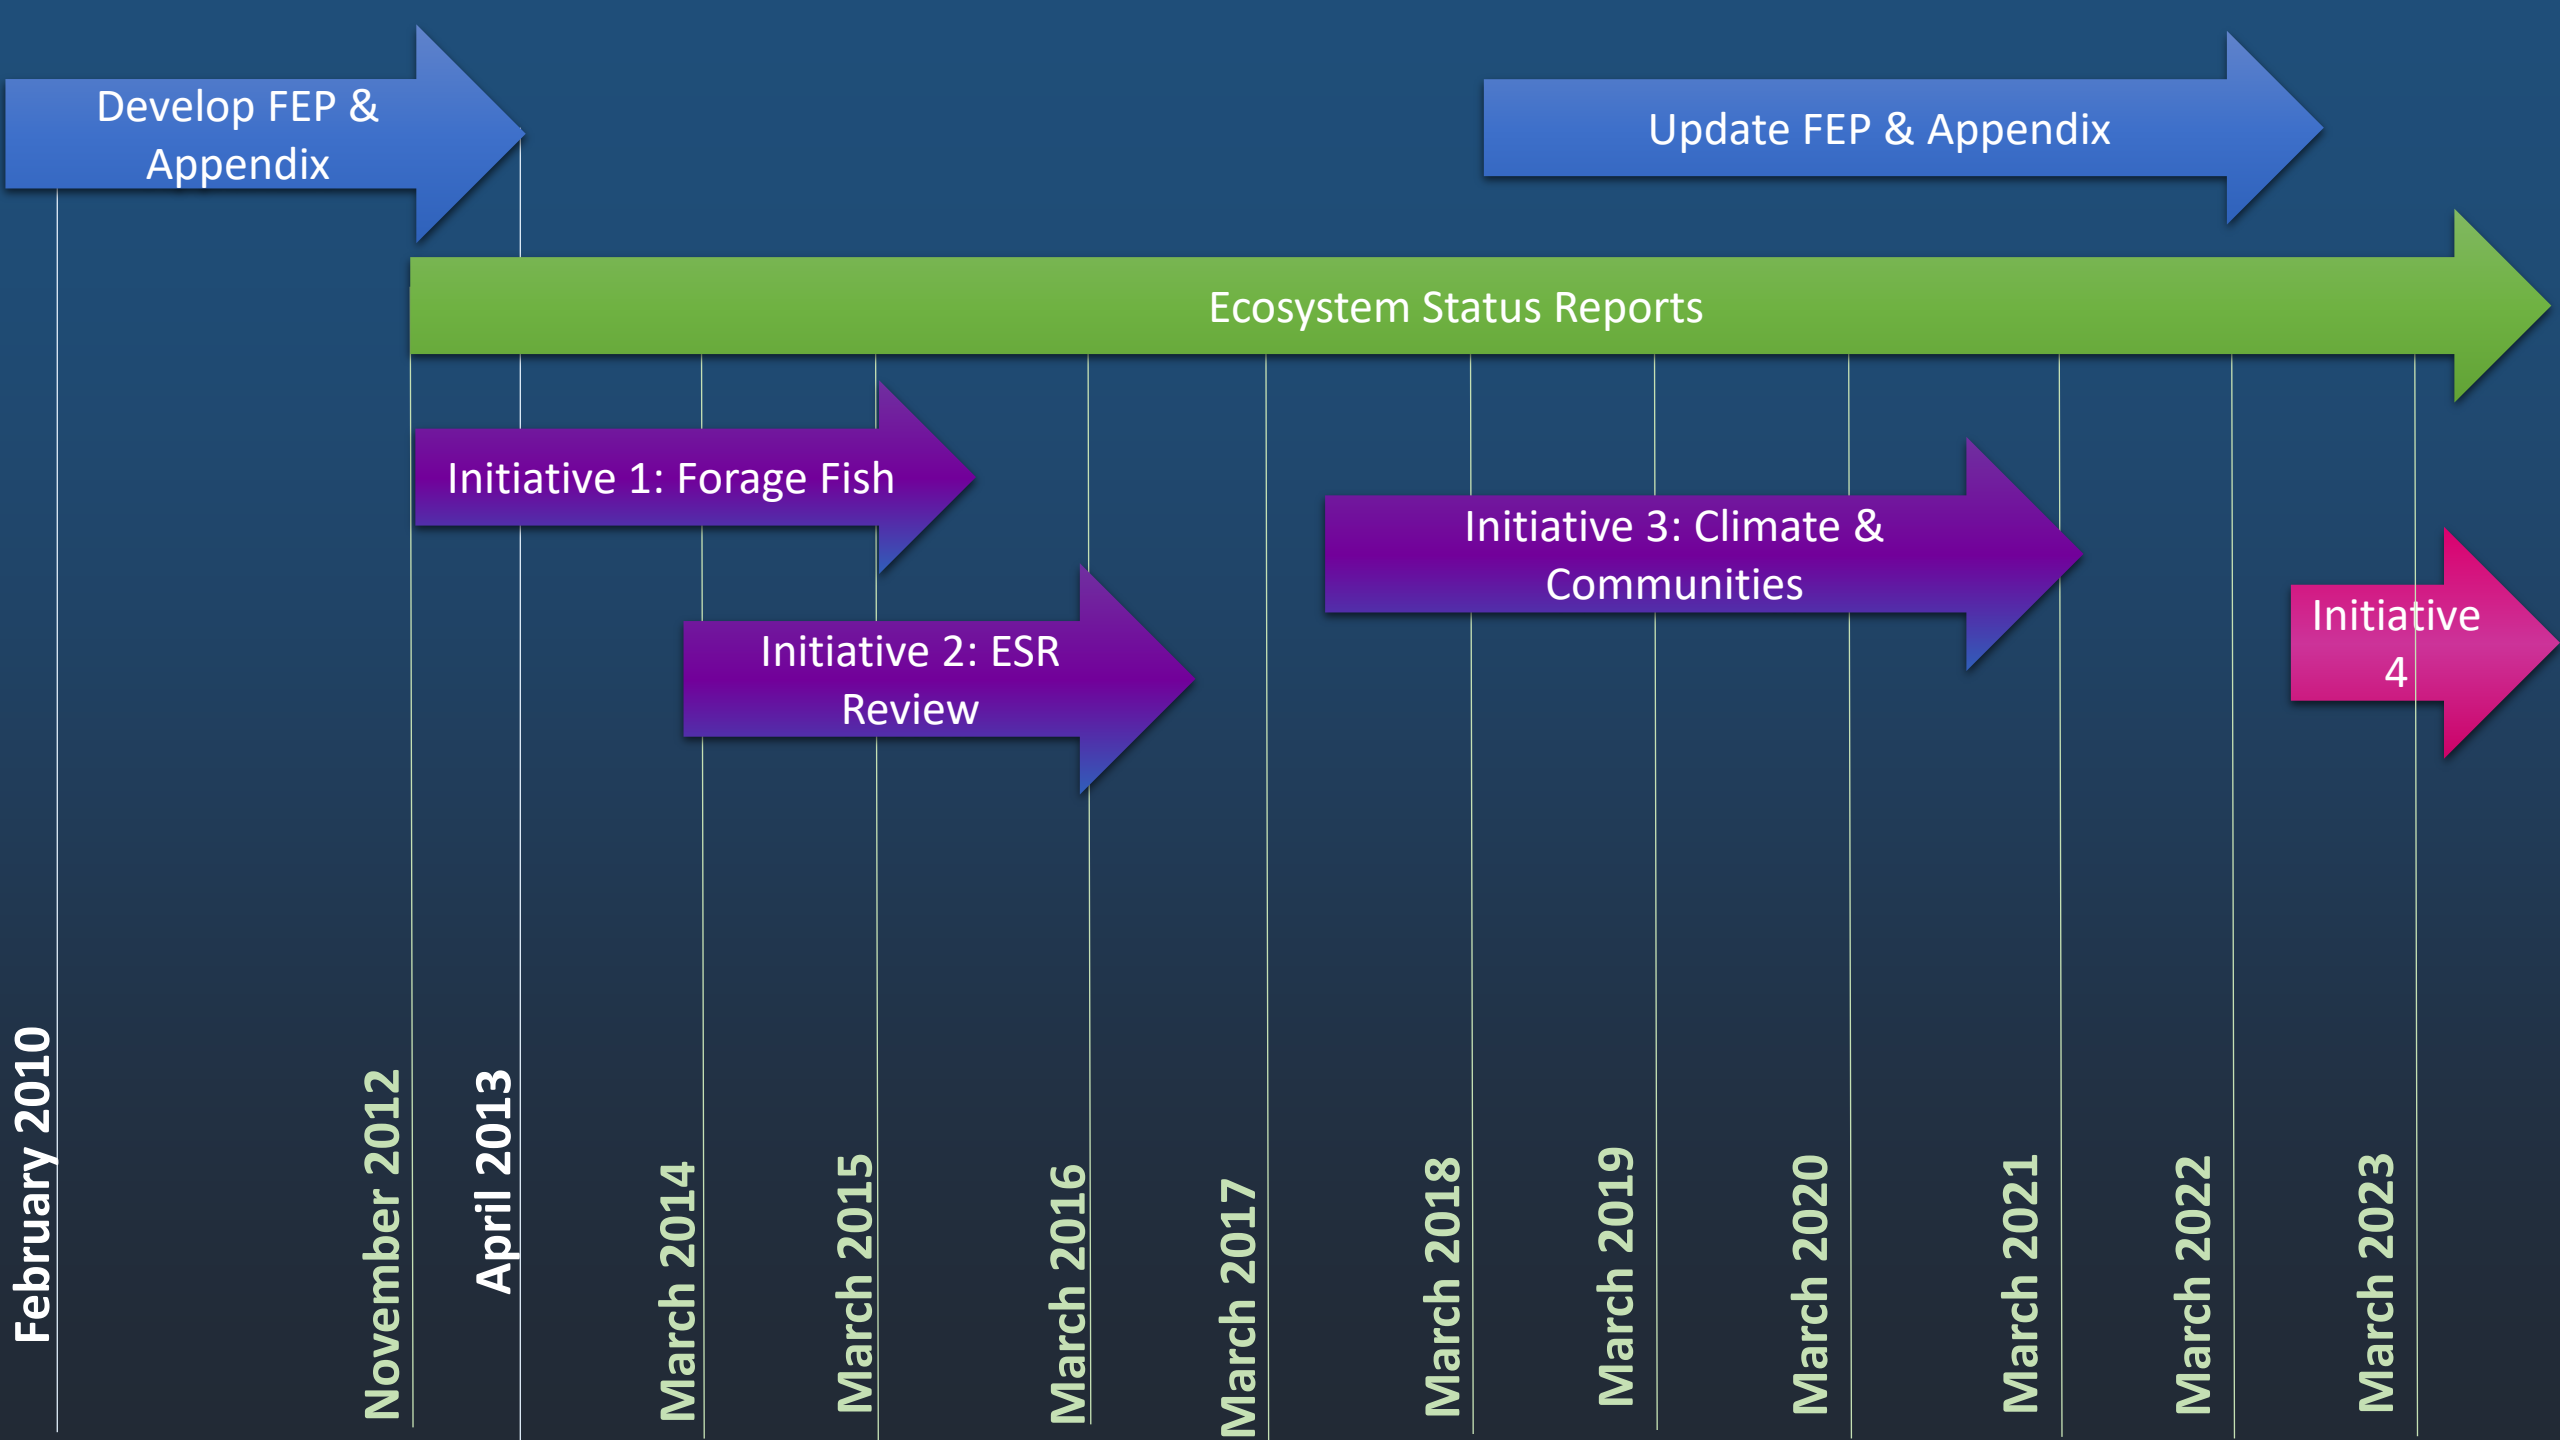 Develop FEP &
Appendix
Update FEP & Appendix
Ecosystem Status Reports
Initiative 1: Forage Fish
Initiative 3: Climate &
Communities
Initiative 2: ESR
Review
Initiative
4
February 2010
November 2012
April 2013
March 2014
March 2015
March 2016
March 2017
March 2018
March 2019
March 2020
March 2021
March 2022
March 2023